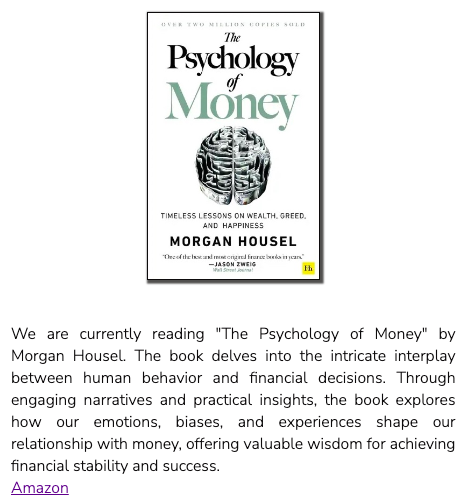 OVER TWO MILLION COPIES SOLD
The
Psychology
of
Money
TIMELESS LESSONS ON WEALTH, GREED,
AND HAPPINESS
MORGAN HOUSEL
"One of the best and most original finance books in years."
—JASON ZWEIG
Wall Street Journal
Hh
We are currently reading "The Psychology of Money" by
Morgan Housel. The book delves into the intricate interplay
between human behavior and financial decisions. Through
engaging narratives and practical insights, the book explores
how our emotions, biases, and experiences shape our
relationship with money, offering valuable wisdom for achieving
financial stability and success.
Amazon